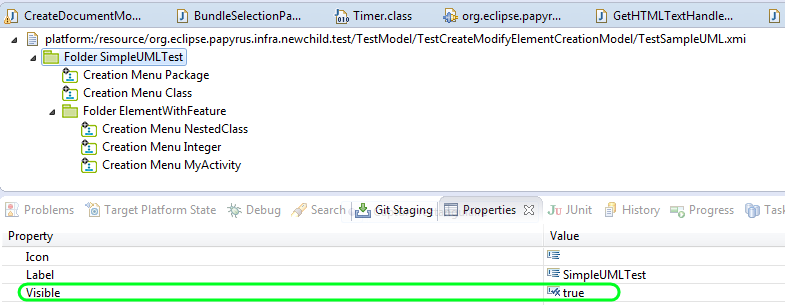 CreateDocumentMo... BundleSelectionPa... Timer.class org.eclipse.papyr... GetHTMLTextHandle...
platform:/resource/org.eclipse.papyrus.infra.newchild.test/TestModel/TestCreateModifyElementCreationModel/TestSampleUML.xmi
Folder SimpleUMLTest
Creation Menu Package
Creation Menu Class
Folder ElementWithFeature
Creation Menu NestedClass
Creation Menu Integer
Creation Menu MyActivity
Problems Target Platform State Debug Search Git Staging Properties JUnit History Progress Task
Property Value
Icon
Label SimpleUMLTest
Visible true